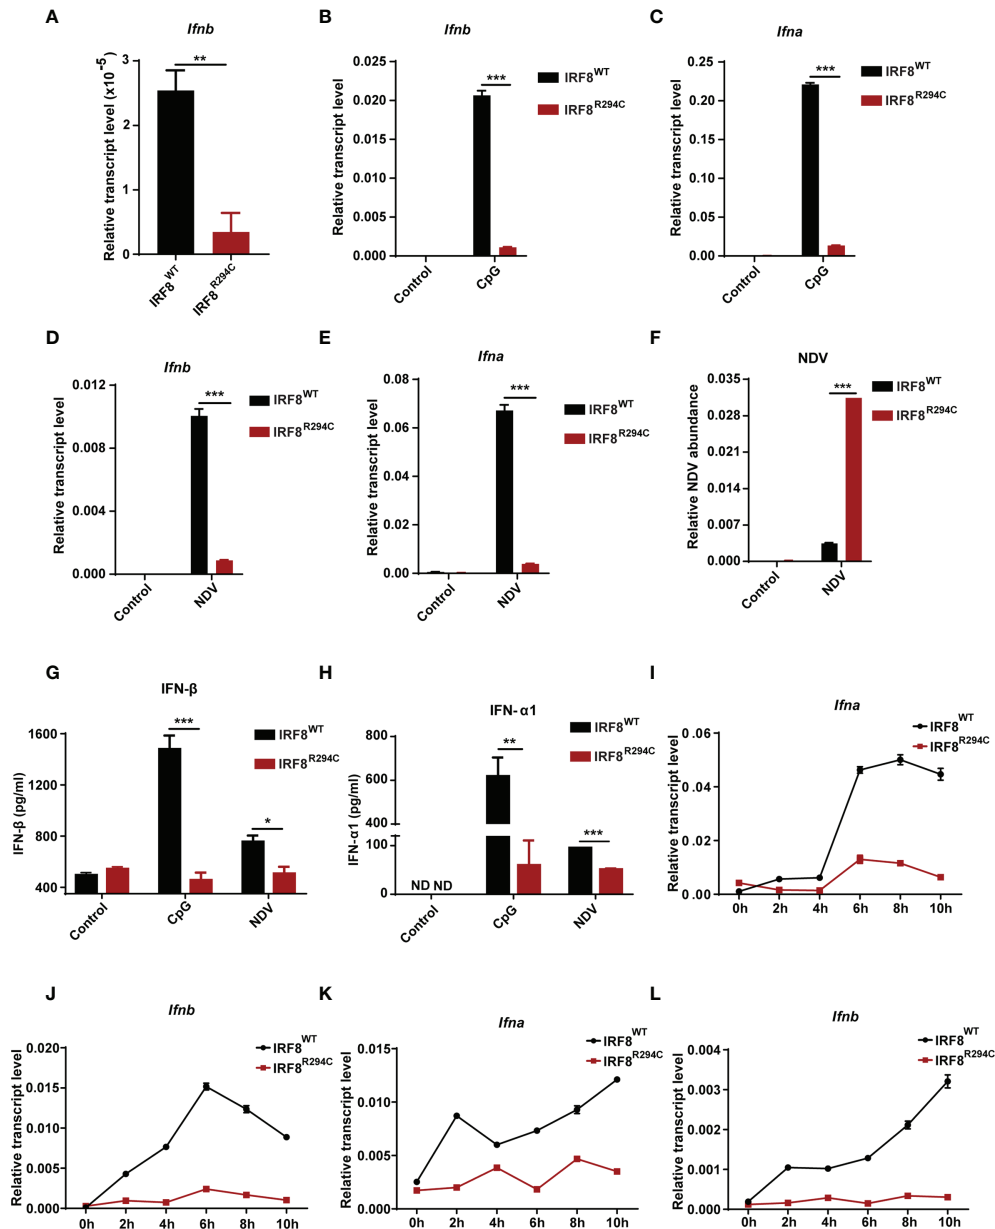 A
Ifnb
Relative transcript level (x10⁻⁵)
3
2
1
0
**
IRF8^WT
IRF8^R294C
B
Ifnb
Relative transcript level
0.025
0.020
0.015
0.010
0.005
0.000
***
Control
CpG
IRF8^WT
IRF8^R294C
C
Ifna
Relative transcript level
0.25
0.20
0.15
0.10
0.05
0.00
***
Control
CpG
IRF8^WT
IRF8^R294C
D
Ifnb
Relative transcript level
0.012
0.008
0.004
0.000
***
Control
NDV
IRF8^WT
IRF8^R294C
E
Ifna
Relative transcript level
0.08
0.06
0.04
0.02
0.00
***
Control
NDV
IRF8^WT
IRF8^R294C
F
NDV
Relative NDV abundance
0.035
0.028
0.014
0.007
0.000
***
Control
NDV
IRF8^WT
IRF8^R294C
G
IFN-β
IFN-β (pg/ml)
1600
1200
800
400
***
*
Control
CpG
NDV
IRF8^WT
IRF8^R294C
H
IFN- α1
IFN-α1 (pg/ml)
800
600
400
100
50
0
ND ND
**
***
Control
CpG
NDV
IRF8^WT
IRF8^R294C
I
Ifna
Relative transcript level
0.06
0.04
0.02
0.00
0h 2h 4h 6h 8h 10h
IRF8^WT
IRF8^R294C
J
Ifnb
Relative transcript level
0.020
0.015
0.010
0.005
0.000
0h 2h 4h 6h 8h 10h
IRF8^WT
IRF8^R294C
K
Ifna
Relative transcript level
0.015
0.010
0.005
0.000
0h 2h 4h 6h 8h 10h
IRF8^WT
IRF8^R294C
L
Ifnb
Relative transcript level
0.004
0.003
0.002
0.001
0.000
0h 2h 4h 6h 8h 10h
IRF8^WT
IRF8^R294C